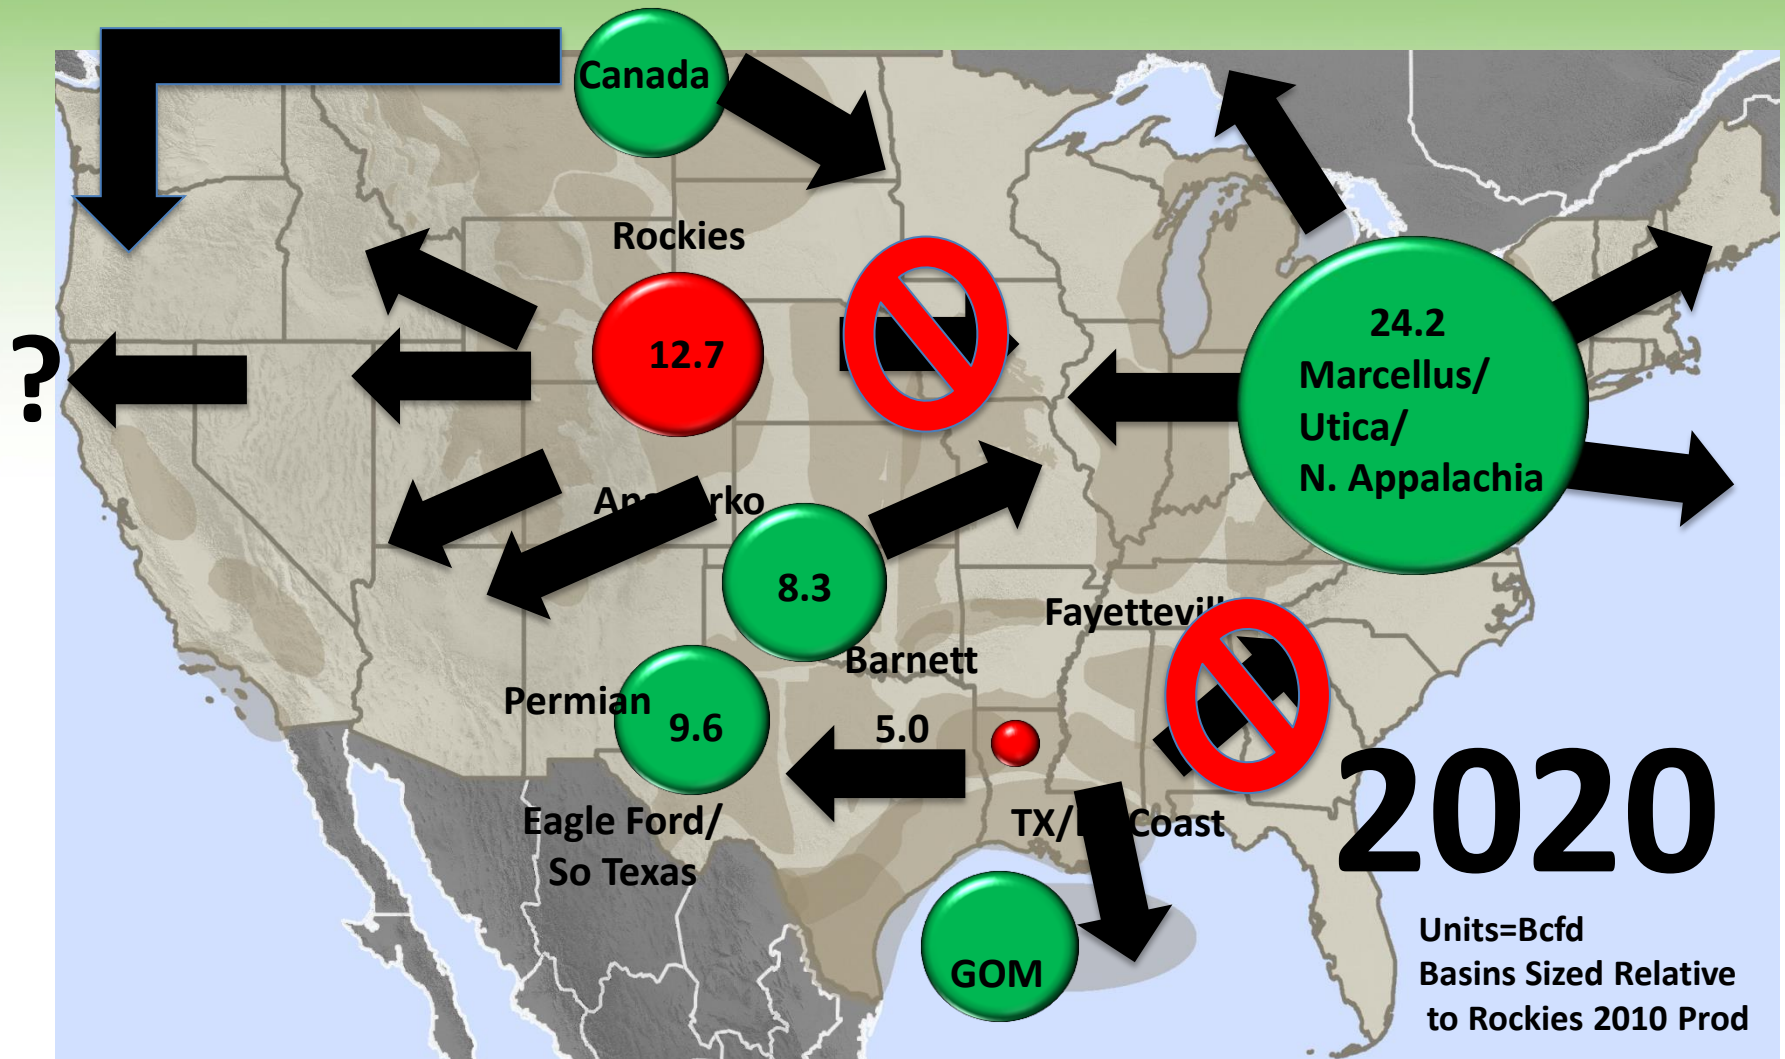 Canada
Rockies
12.7
?
24.2
Marcellus/
Utica/
N. Appalachia
8.3
Barnett
Permian
9.6
5.0
Eagle Ford/
So Texas
Coast
GOM
2020
Units=Bcfd
Basins Sized Relative
to Rockies 2010 Prod